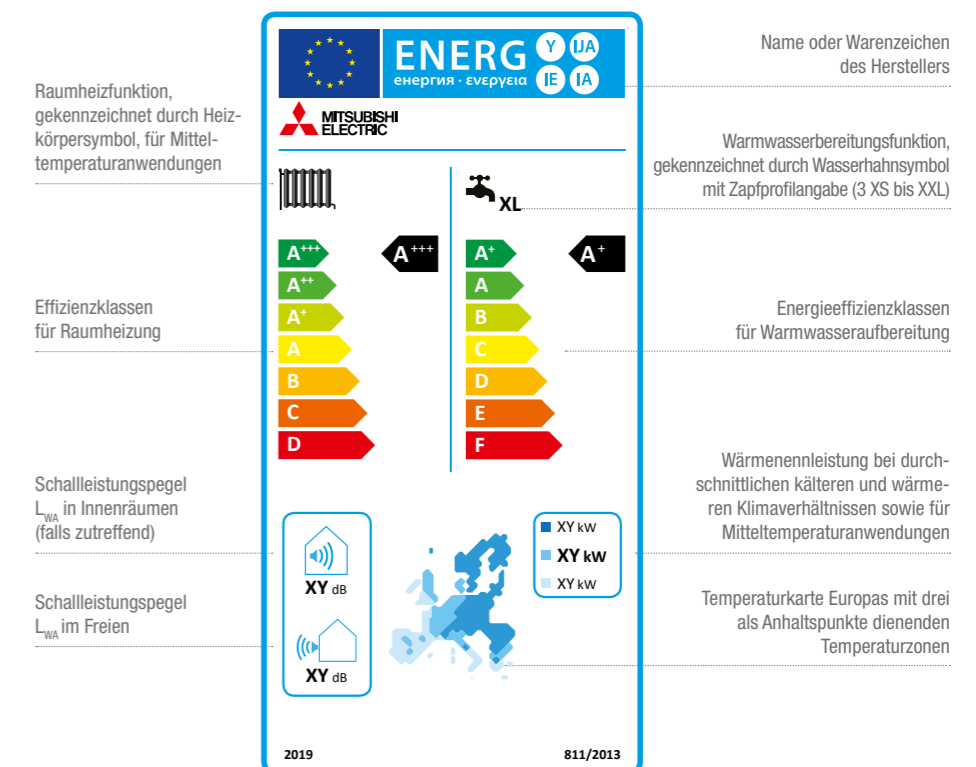 Raumheizfunktion,
gekennzeichnet durch Heiz-
körpersymbol, für Mittel-
temperaturanwendungen
Effizienzklassen
für Raumheizung
Schallleistungspegel
LWA in Innenräumen
(falls zutreffend)
Schallleistungspegel
LWA im Freien
ENERG
енергия · ενεργεια
Y IJA
IE IA
MITSUBISHI
ELECTRIC
XL
A+++
A++
A+
A
B
C
D
A+++
A+
A
B
C
D
E
F
A+
XY dB
XY dB
XY kW
XY kW
XY kW
2019
811/2013
Name oder Warenzeichen
des Herstellers
Warmwasserbereitungsfunktion,
gekennzeichnet durch Wasserhahnsymbol
mit Zapfprofilangabe (3 XS bis XXL)
Energieeffizienzklassen
für Warmwasseraufbereitung
Wärmenennleistung bei durch-
schnittlichen kälteren und wärme-
ren Klimaverhältnissen sowie für
Mitteltemperaturanwendungen
Temperaturkarte Europas mit drei
als Anhaltspunkte dienenden
Temperaturzonen